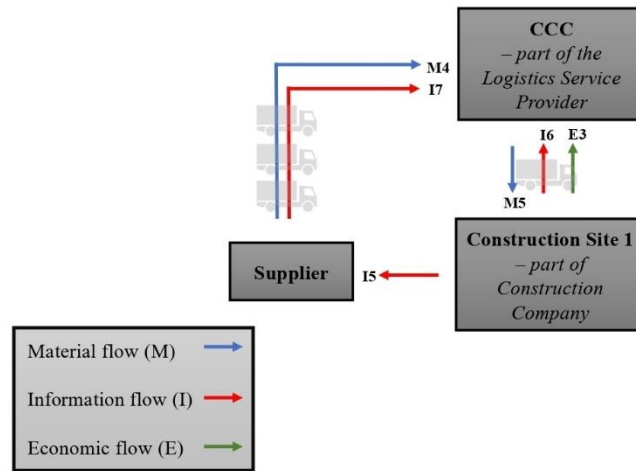 CCC
– part of the
Logistics Service
Provider
M4
I7
I6 E3
M5
Construction Site 1
– part of
Construction
Company
Supplier
I5
Material flow (M)
Information flow (I)
Economic flow (E)